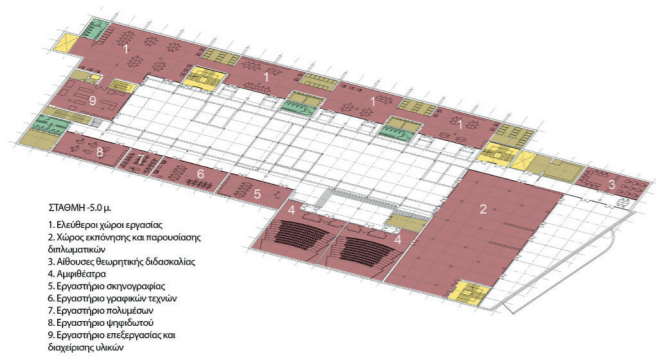 1
1
1
1
9
3
8
7
6
5
2
4
4
ΣΤΑΘΜΗ -5.0 μ.
1. Ελεύθεροι χώροι εργασίας
2. Χώρος εκπόνησης και παρουσίασης
διπλωματικών
3. Αίθουσες θεωρητικής διδασκαλίας
4. Αμφιθέατρα
5. Εργαστήριο σκηνογραφίας
6. Εργαστήριο γραφικών τεχνών
7. Εργαστήριο πολυμέσων
8. Εργαστήριο ψηφιδωτού
9. Εργαστήριο επεξεργασίας και
διαχείρισης υλικών